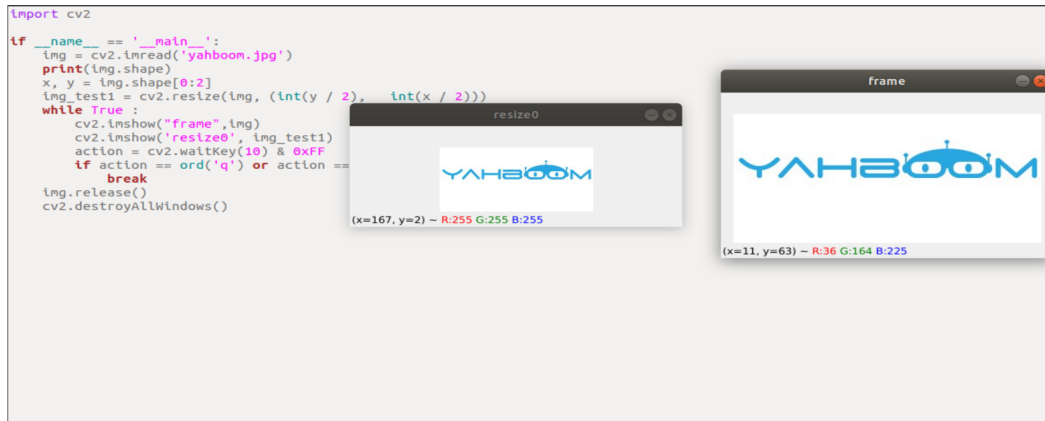 import cv2
if __name__ == '__main__':
    img = cv2.imread('yahboom.jpg')
    print(img.shape)
    x, y = img.shape[0:2]
    img_test1 = cv2.resize(img, (int(y / 2),   int(x / 2)))
    while True :
        cv2.imshow("frame",img)
        cv2.imshow('resize0', img_test1)
        action = cv2.waitKey(10) & 0xFF
        if action == ord('q') or action ==
            break
    img.release()
    cv2.destroyAllWindows()
resize0
YAHBOOM
(x=167, y=2) ~ R:255 G:255 B:255
frame
YAHBOOM
(x=11, y=63) ~ R:36 G:164 B:225